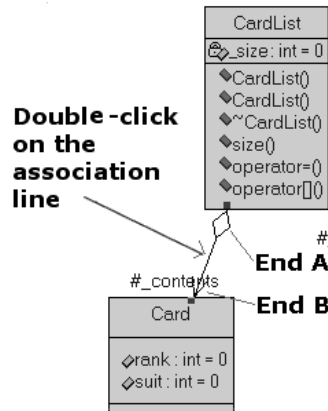 CardList
_size: int = 0
CardList()
CardList()
~CardList()
size()
operator=()
operator[]()
Double-click
on the
association
line
#
End A
#_contents
End B
Card
rank : int = 0
suit : int = 0